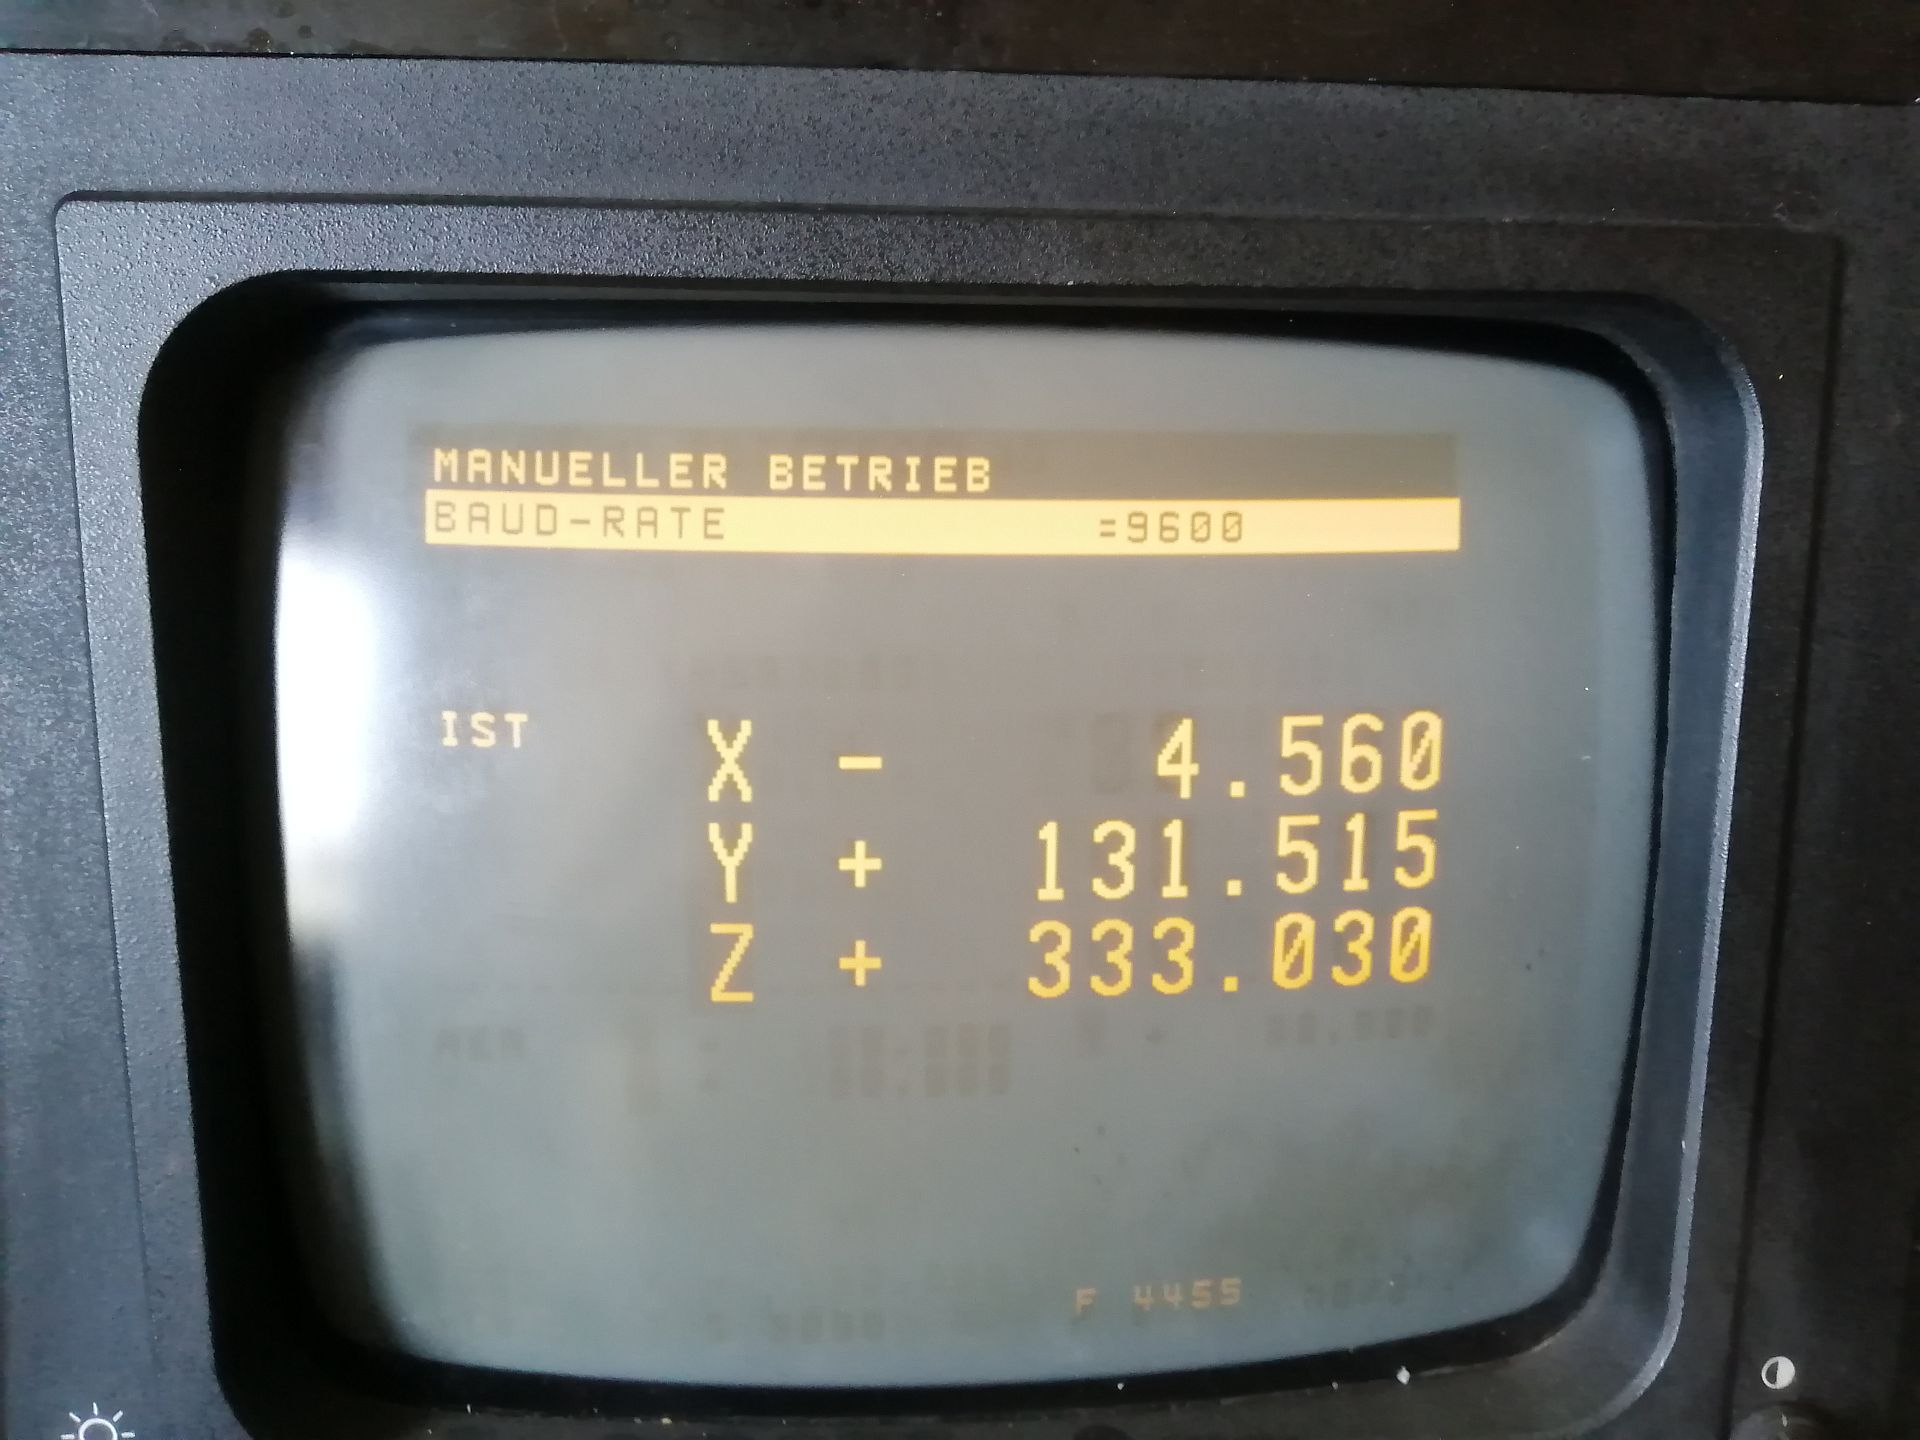 MANUELLER BETRIEB
BAUD-RATE =9600
IST X - 4.560
Y + 131.515
Z + 333.030
F 4455